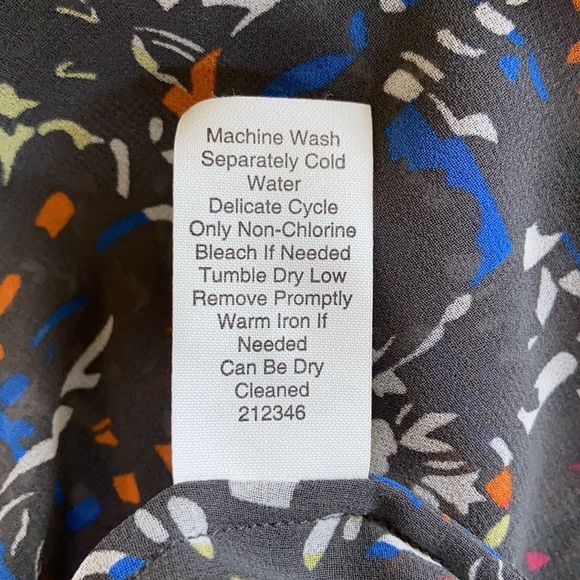 Machine Wash
Separately Cold
Water
Delicate Cycle
Only Non-Chlorine
Bleach If Needed
Tumble Dry Low
Remove Promptly
Warm Iron If
Needed
Can Be Dry
Cleaned
212346